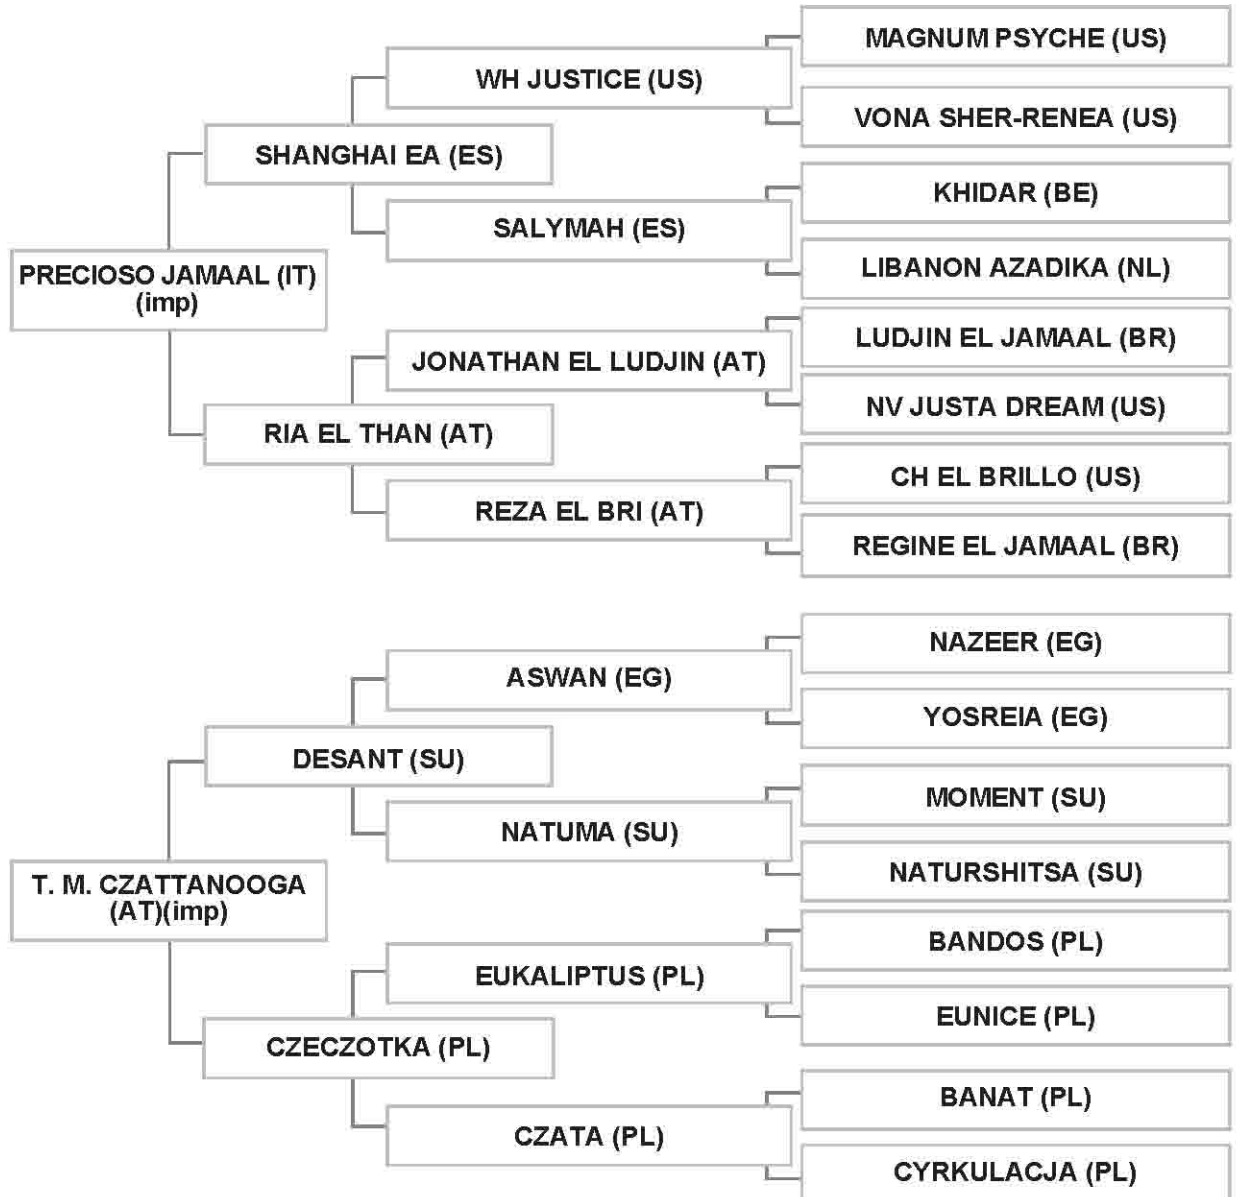 MAGNUM PSYCHE (US)
WH JUSTICE (US)
VONA SHER-RENEA (US)
SHANGHAI EA (ES)
KHIDAR (BE)
SALYMAH (ES)
LIBANON AZADIKA (NL)
PRECIOSO JAMAAL (IT)
(imp)
LUDJIN EL JAMAAL (BR)
JONATHAN EL LUDJIN (AT)
NV JUSTA DREAM (US)
RIA EL THAN (AT)
CH EL BRILLO (US)
REZA EL BRI (AT)
REGINE EL JAMAAL (BR)
NAZEER (EG)
ASWAN (EG)
YOSREIA (EG)
DESANT (SU)
MOMENT (SU)
NATUMA (SU)
NATURSHITSA (SU)
T. M. CZATTANOOGA
(AT)(imp)
BANDOS (PL)
EUKALIPTUS (PL)
EUNICE (PL)
CZECZOTKA (PL)
BANAT (PL)
CZATA (PL)
CYRKULACJA (PL)